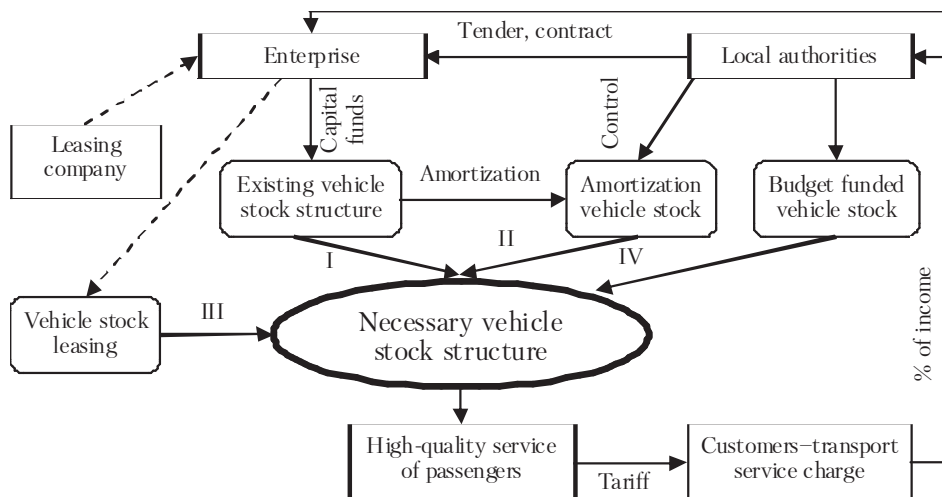 Tender, contract
Enterprise
Local authorities
Capital
funds
Control
Leasing
company
Existing vehicle
stock structure
Amortization
Amortization
vehicle stock
Budget funded
vehicle stock
I
II
IV
III
Vehicle stock
leasing
Necessary vehicle
stock structure
% of income
High-quality service
of passengers
Tariff
Customers–transport
service charge